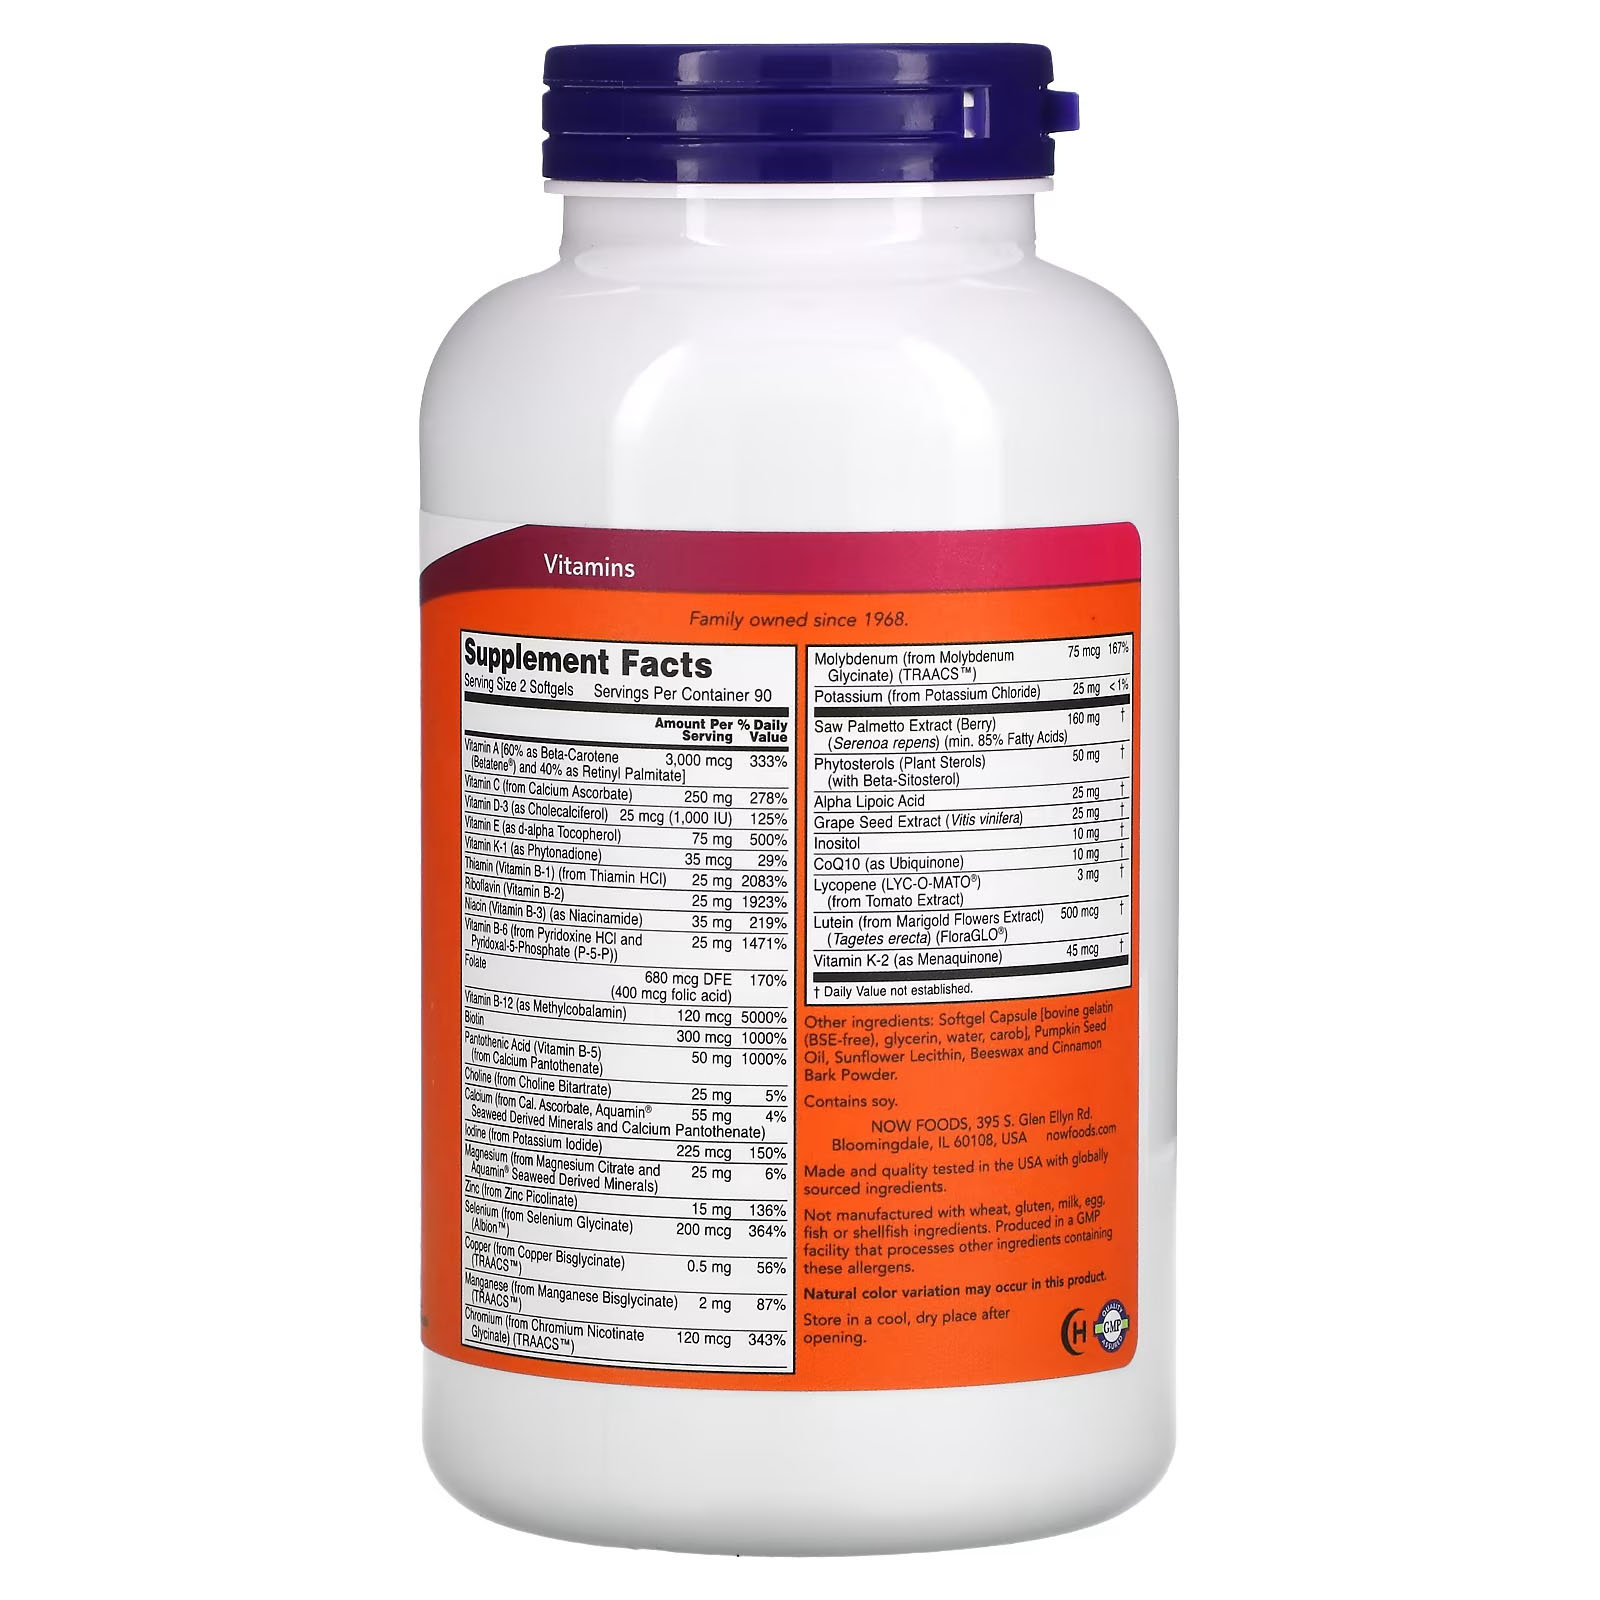 Vitamins
Family owned since 1968.
Supplement Facts
Serving Size 2 Softgels Servings Per Container 90
Amount Per % Daily
Serving Value
Vitamin A [60% as Beta-Carotene
(Betatene®) and 40% as Retinyl Palmitate] 3,000 mcg 333%
Vitamin C (from Calcium Ascorbate) 250 mg 278%
Vitamin D-3 (as Cholecalciferol) 25 mcg (1,000 IU) 125%
Vitamin E (as d-alpha Tocopherol) 75 mg 500%
Vitamin K-1 (as Phytonadione) 35 mcg 29%
Thiamin (Vitamin B-1) (from Thiamin HCl) 25 mg 2083%
Riboflavin (Vitamin B-2) 25 mg 1923%
Niacin (Vitamin B-3) (as Niacinamide) 35 mg 219%
Vitamin B-6 (from Pyridoxine HCl and 25 mg 1471%
Pyridoxal-5-Phosphate (P-5-P))
Folate 680 mcg DFE 170%
(400 mcg folic acid)
Vitamin B-12 (as Methylcobalamin) 120 mcg 5000%
Biotin 300 mcg 1000%
Pantothenic Acid (Vitamin B-5) 50 mg 1000%
(from Calcium Pantothenate)
Choline (from Choline Bitartrate) 25 mg 5%
Calcium (from Cal. Ascorbate, Aquamin® 55 mg 4%
Seaweed Derived Minerals and Calcium Pantothenate)
Iodine (from Potassium Iodide) 225 mcg 150%
Magnesium (from Magnesium Citrate and 25 mg 6%
Aquamin® Seaweed Derived Minerals)
Zinc (from Zinc Picolinate) 15 mg 136%
Selenium (from Selenium Glycinate) 200 mcg 364%
(Albion™)
Copper (from Copper Bisglycinate) 0.5 mg 56%
(TRAACS™)
Manganese (from Manganese Bisglycinate) 2 mg 87%
(TRAACS™)
Chromium (from Chromium Nicotinate 120 mcg 343%
Glycinate) (TRAACS™)
Molybdenum (from Molybdenum 75 mcg 167%
Glycinate) (TRAACS™)
Potassium (from Potassium Chloride) 25 mg < 1%
Saw Palmetto Extract (Berry) 160 mg †
(Serenoa repens) (min. 85% Fatty Acids)
Phytosterols (Plant Sterols) 50 mg †
(with Beta-Sitosterol)
Alpha Lipoic Acid 25 mg †
Grape Seed Extract (Vitis vinifera) 25 mg †
Inositol 10 mg †
CoQ10 (as Ubiquinone) 10 mg †
Lycopene (LYC-O-MATO®) 3 mg †
(from Tomato Extract)
Lutein (from Marigold Flowers Extract) 500 mcg †
(Tagetes erecta) (FloraGLO®)
Vitamin K-2 (as Menaquinone) 45 mcg †
† Daily Value not established.
Other ingredients: Softgel Capsule [bovine gelatin
(BSE-free), glycerin, water, carob], Pumpkin Seed
Oil, Sunflower Lecithin, Beeswax and Cinnamon
Bark Powder.
Contains soy.
NOW FOODS, 395 S. Glen Ellyn Rd.
Bloomingdale, IL 60108, USA nowfoods.com
Made and quality tested in the USA with globally
sourced ingredients.
Not manufactured with wheat, gluten, milk, egg,
fish or shellfish ingredients. Produced in a GMP
facility that processes other ingredients containing
these allergens.
Natural color variation may occur in this product.
Store in a cool, dry place after
opening.
H
QUALITY
GMP
ASSURED